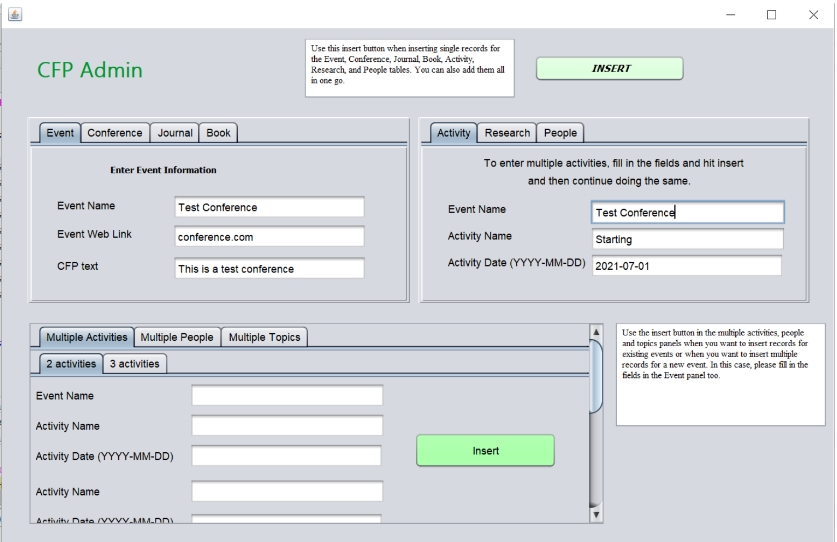 CFP Admin
Use this insert button when inserting single records for
the Event, Conference, Journal, Book, Activity,
Research, and People tables. You can also add them all
in one go.
INSERT
Event Conference Journal Book
Enter Event Information
Event Name Test Conference
Event Web Link conference.com
CFP text This is a test conference
Activity Research People
To enter multiple activities, fill in the fields and hit insert
and then continue doing the same.
Event Name Test Conference
Activity Name Starting
Activity Date (YYYY-MM-DD) 2021-07-01
Multiple Activities Multiple People Multiple Topics
2 activities 3 activities
Event Name
Activity Name
Activity Date (YYYY-MM-DD)
Activity Name
Activity Date (YYYY-MM-DD)
Insert
Use the insert button in the multiple activities, people
and topics panels when you want to insert records for
existing events or when you want to insert multiple
records for a new event. In this case, please fill in the
fields in the Event panel too.